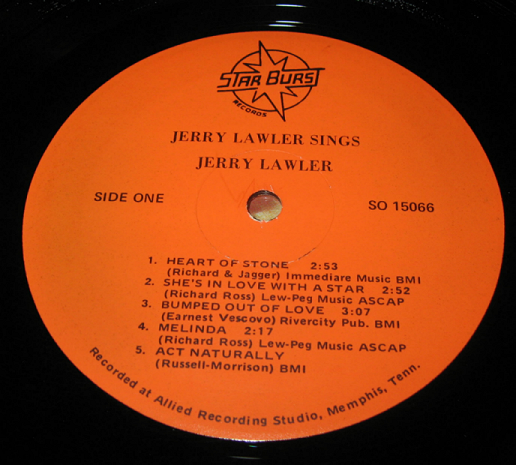 STAR BURST
RECORDS
JERRY LAWLER SINGS
JERRY LAWLER
SIDE ONE
SO 15066
1. HEART OF STONE 2:53
(Richard & Jagger) Immediare Music BMI
2. SHE'S IN LOVE WITH A STAR 2:52
(Richard Ross) Lew-Peg Music ASCAP
3. BUMPED OUT OF LOVE 3:07
(Earnest Vescovo) Rivercity Pub. BMI
4. MELINDA 2:17
(Richard Ross) Lew-Peg Music ASCAP
5. ACT NATURALLY
(Russell-Morrison) BMI
Recorded at Allied Recording Studio, Memphis, Tenn.